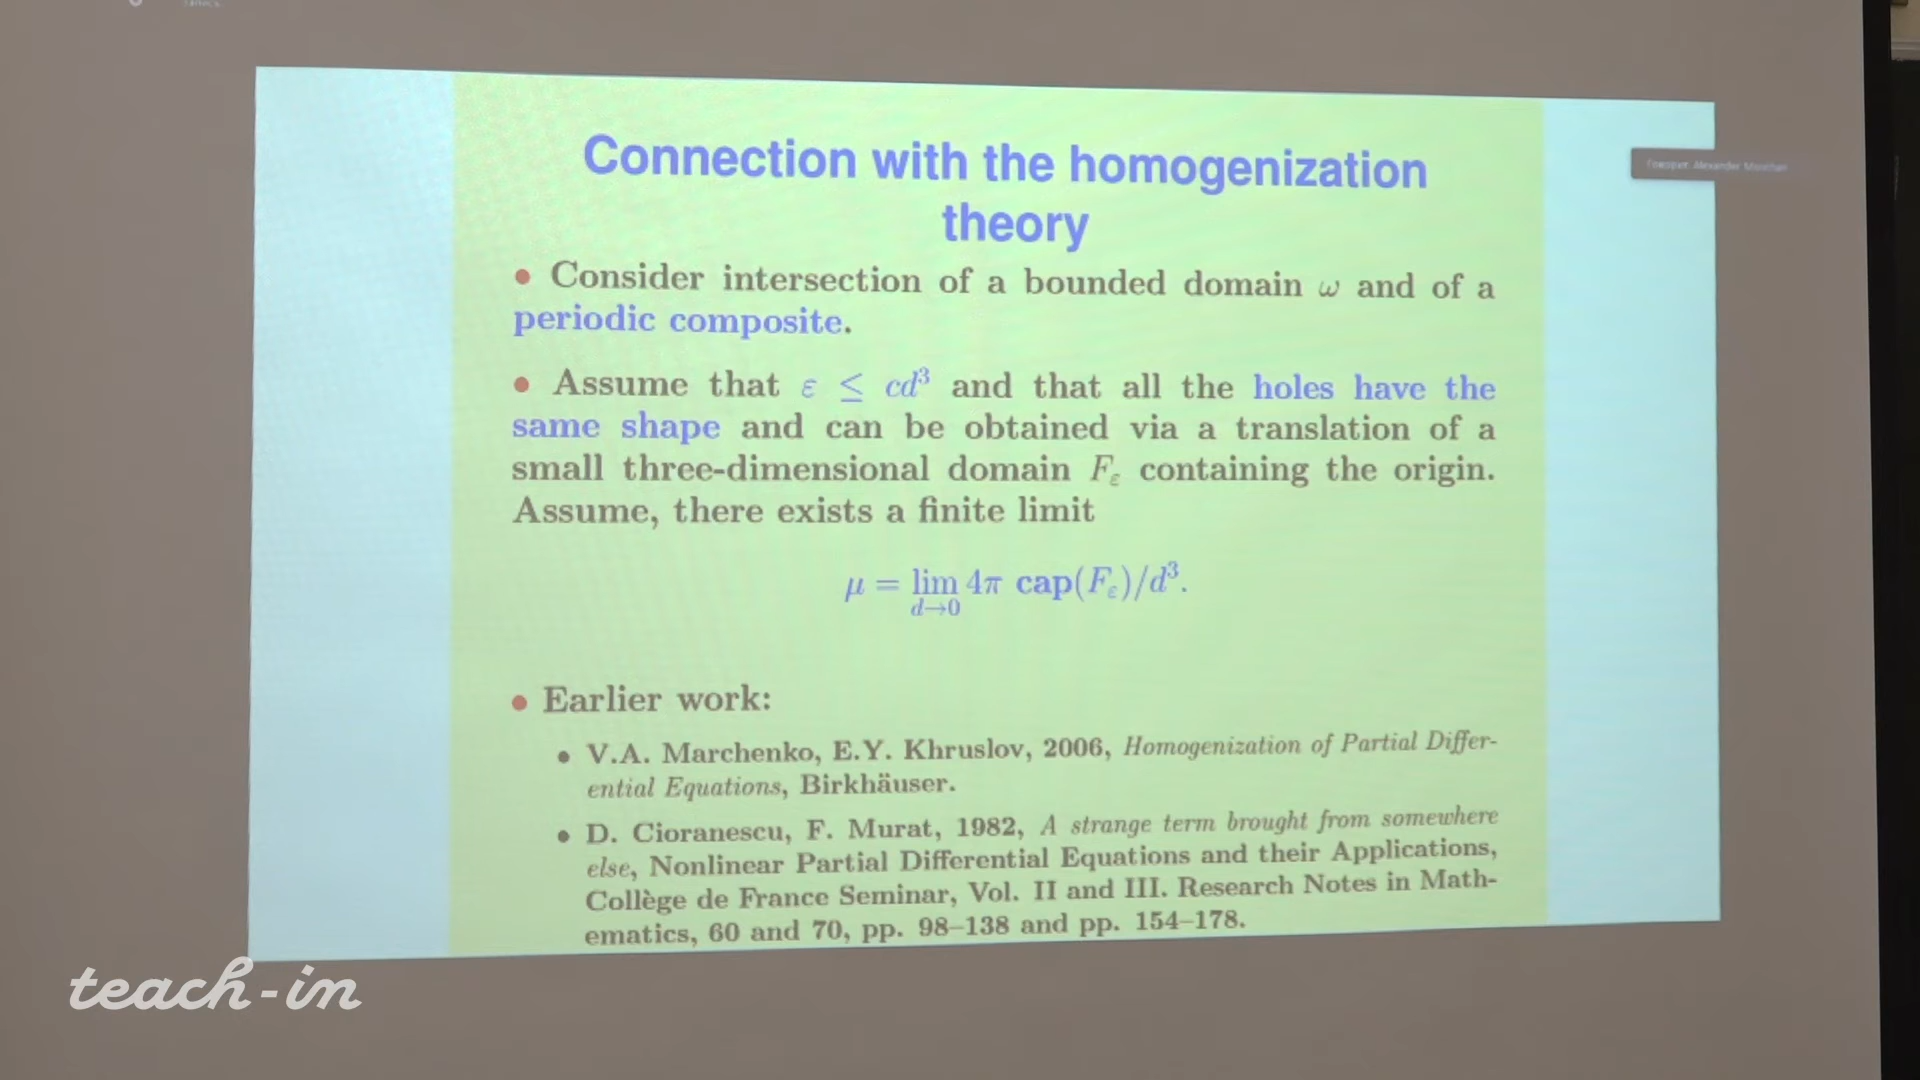 Connection with the homogenization
theory
• Consider intersection of a bounded domain ω and of a
periodic composite.
• Assume that ε ≤ cd³ and that all the holes have the
same shape and can be obtained via a translation of a
small three-dimensional domain F_ε containing the origin.
Assume, there exists a finite limit
μ = lim_{d→0} 4π cap(F_ε)/d³.
• Earlier work:
• V.A. Marchenko, E.Y. Khruslov, 2006, Homogenization of Partial Differ-
ential Equations, Birkhäuser.
• D. Cioranescu, F. Murat, 1982, A strange term brought from somewhere
else, Nonlinear Partial Differential Equations and their Applications,
Collège de France Seminar, Vol. II and III. Research Notes in Math-
ematics, 60 and 70, pp. 98–138 and pp. 154–178.
teach-in